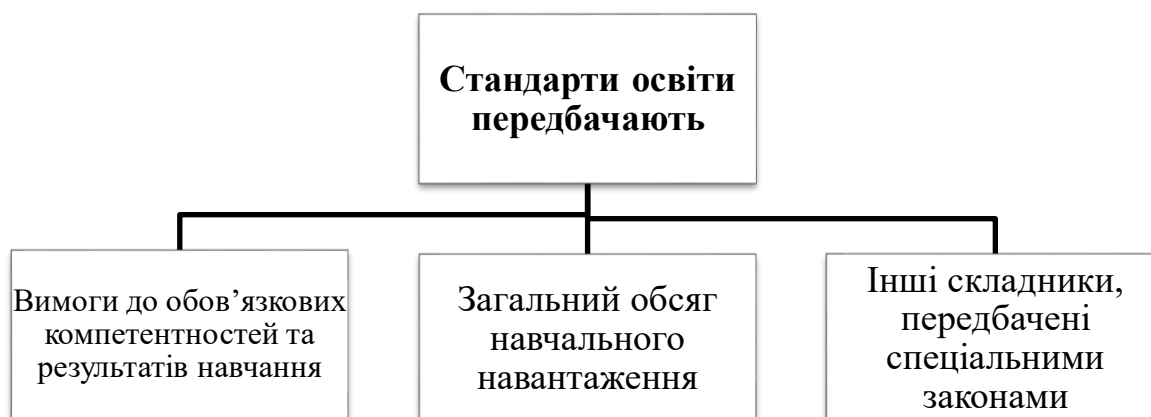 Стандарти освіти
передбачають
Вимоги до обов’язкових
компетентностей та
результатів навчання
Загальний обсяг
навчального
навантаження
Інші складники,
передбачені
спеціальними
законами